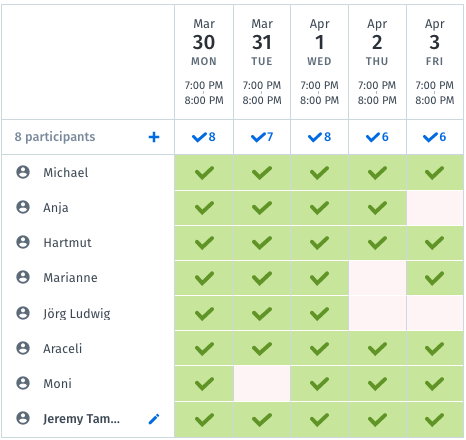 Mar Mar Apr Apr Apr
30 31 1 2 3
MON TUE WED THU FRI
7:00 PM 7:00 PM 7:00 PM 7:00 PM 7:00 PM
8:00 PM 8:00 PM 8:00 PM 8:00 PM 8:00 PM
8 participants + 8 7 8 6 6
Michael
Anja
Hartmut
Marianne
Jörg Ludwig
Araceli
Moni
Jeremy Tam...